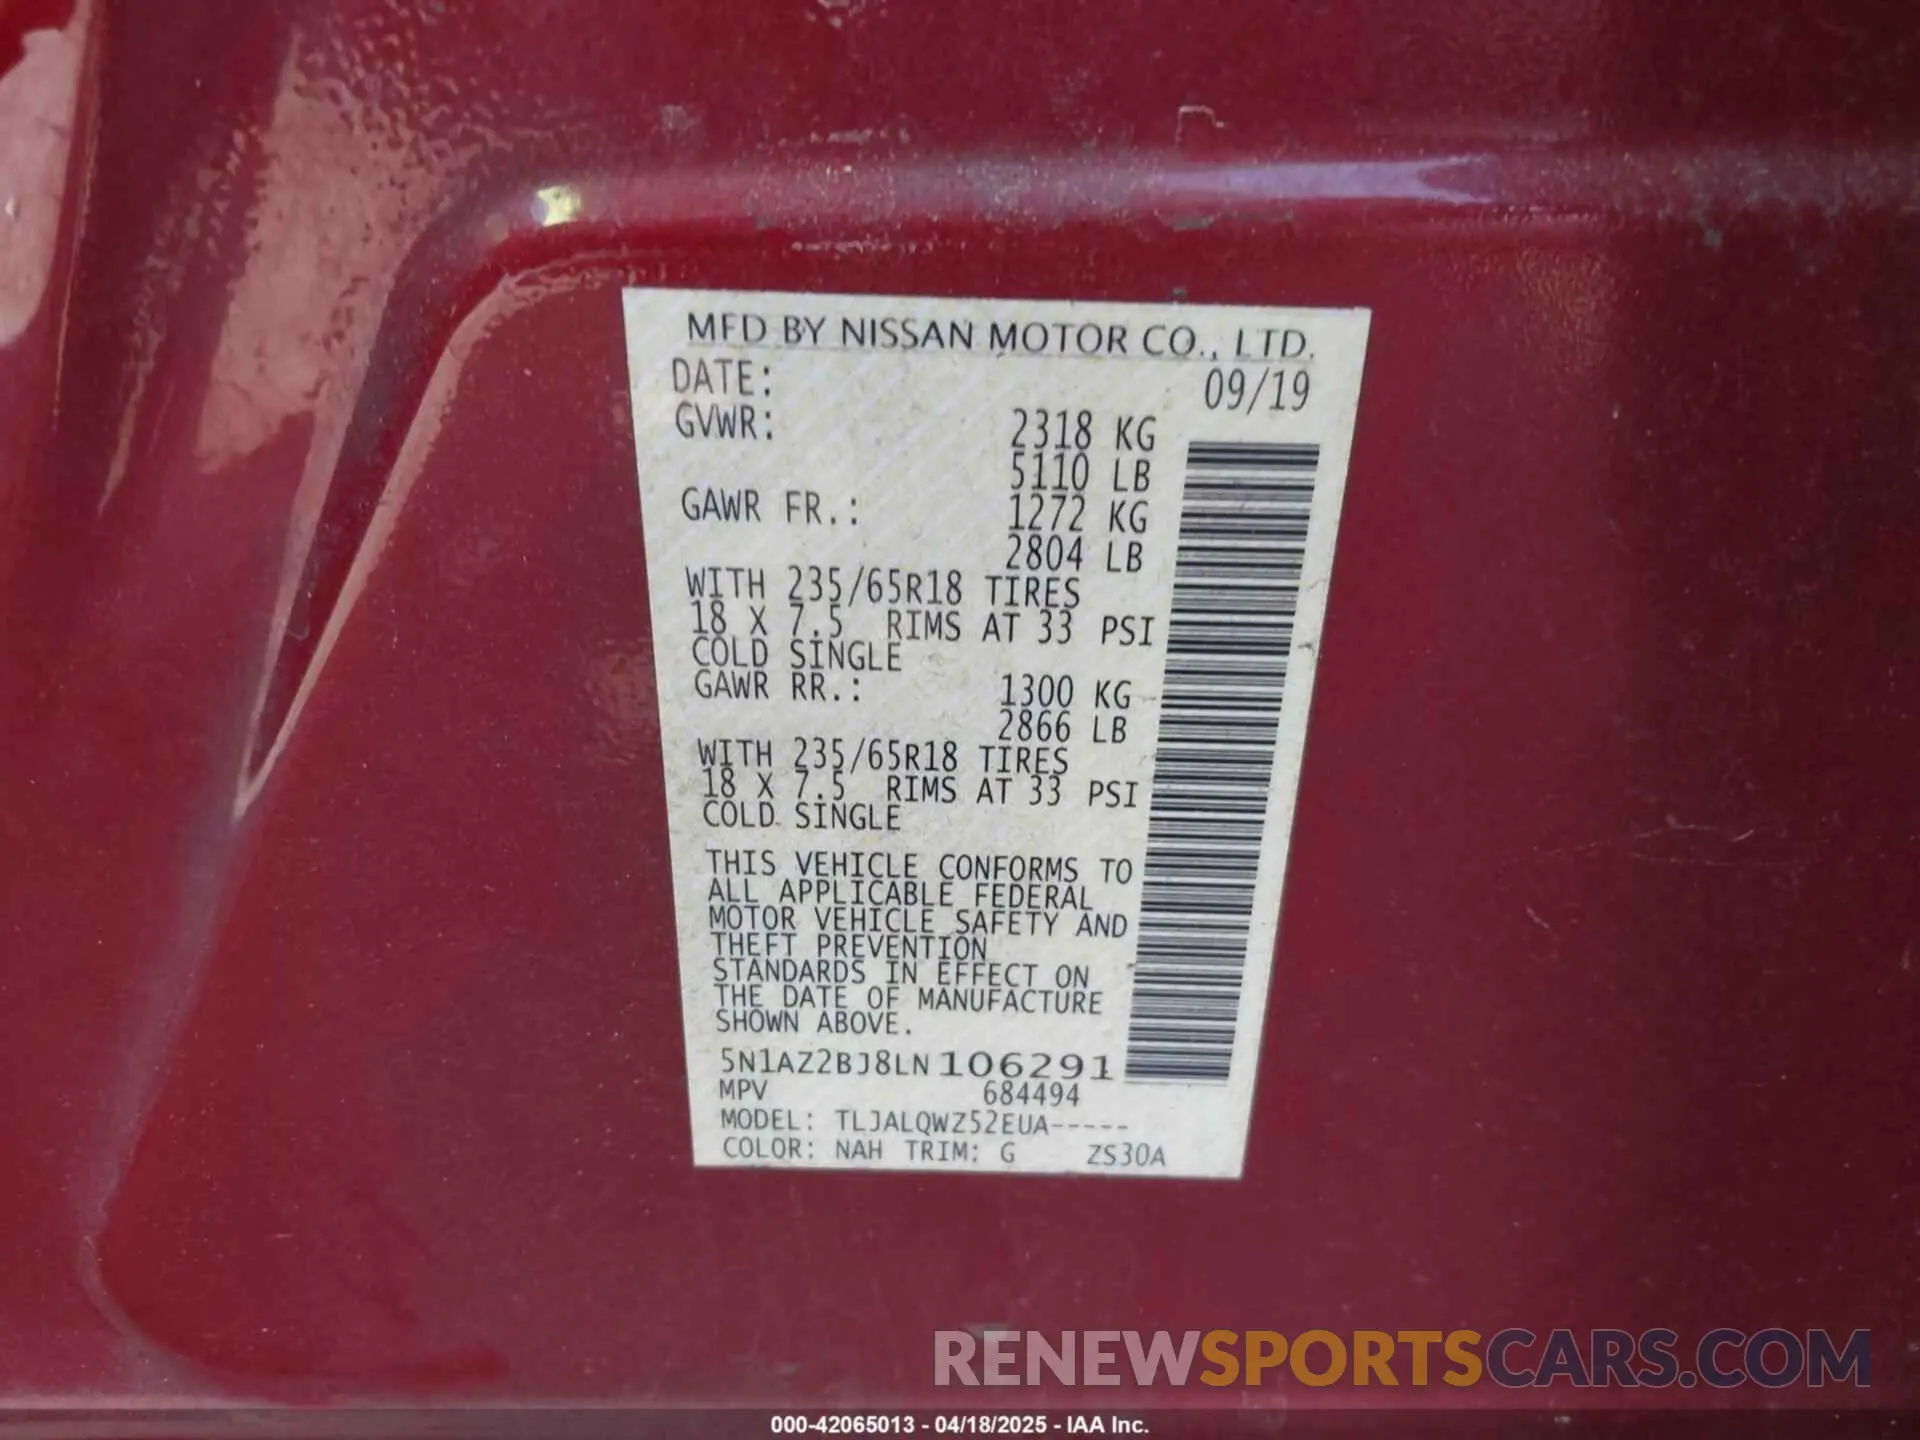 MFD BY NISSAN MOTOR CO., LTD.
DATE: 09/19
GVWR: 2318 KG
5110 LB
GAWR FR.: 1272 KG
2804 LB
WITH 235/65R18 TIRES
18 X 7.5 RIMS AT 33 PSI
COLD SINGLE
GAWR RR.: 1300 KG
2866 LB
WITH 235/65R18 TIRES
18 X 7.5 RIMS AT 33 PSI
COLD SINGLE
THIS VEHICLE CONFORMS TO
ALL APPLICABLE FEDERAL
MOTOR VEHICLE SAFETY AND
THEFT PREVENTION
STANDARDS IN EFFECT ON
THE DATE OF MANUFACTURE
SHOWN ABOVE.
5N1AZ2BJ8LN106291
MPV 684494
MODEL: TLJALQWZ52EUA-----
COLOR: NAH TRIM: G ZS30A
RENEWSPORTSCARS.COM
000-42065013 - 04/18/2025 - IAA Inc.